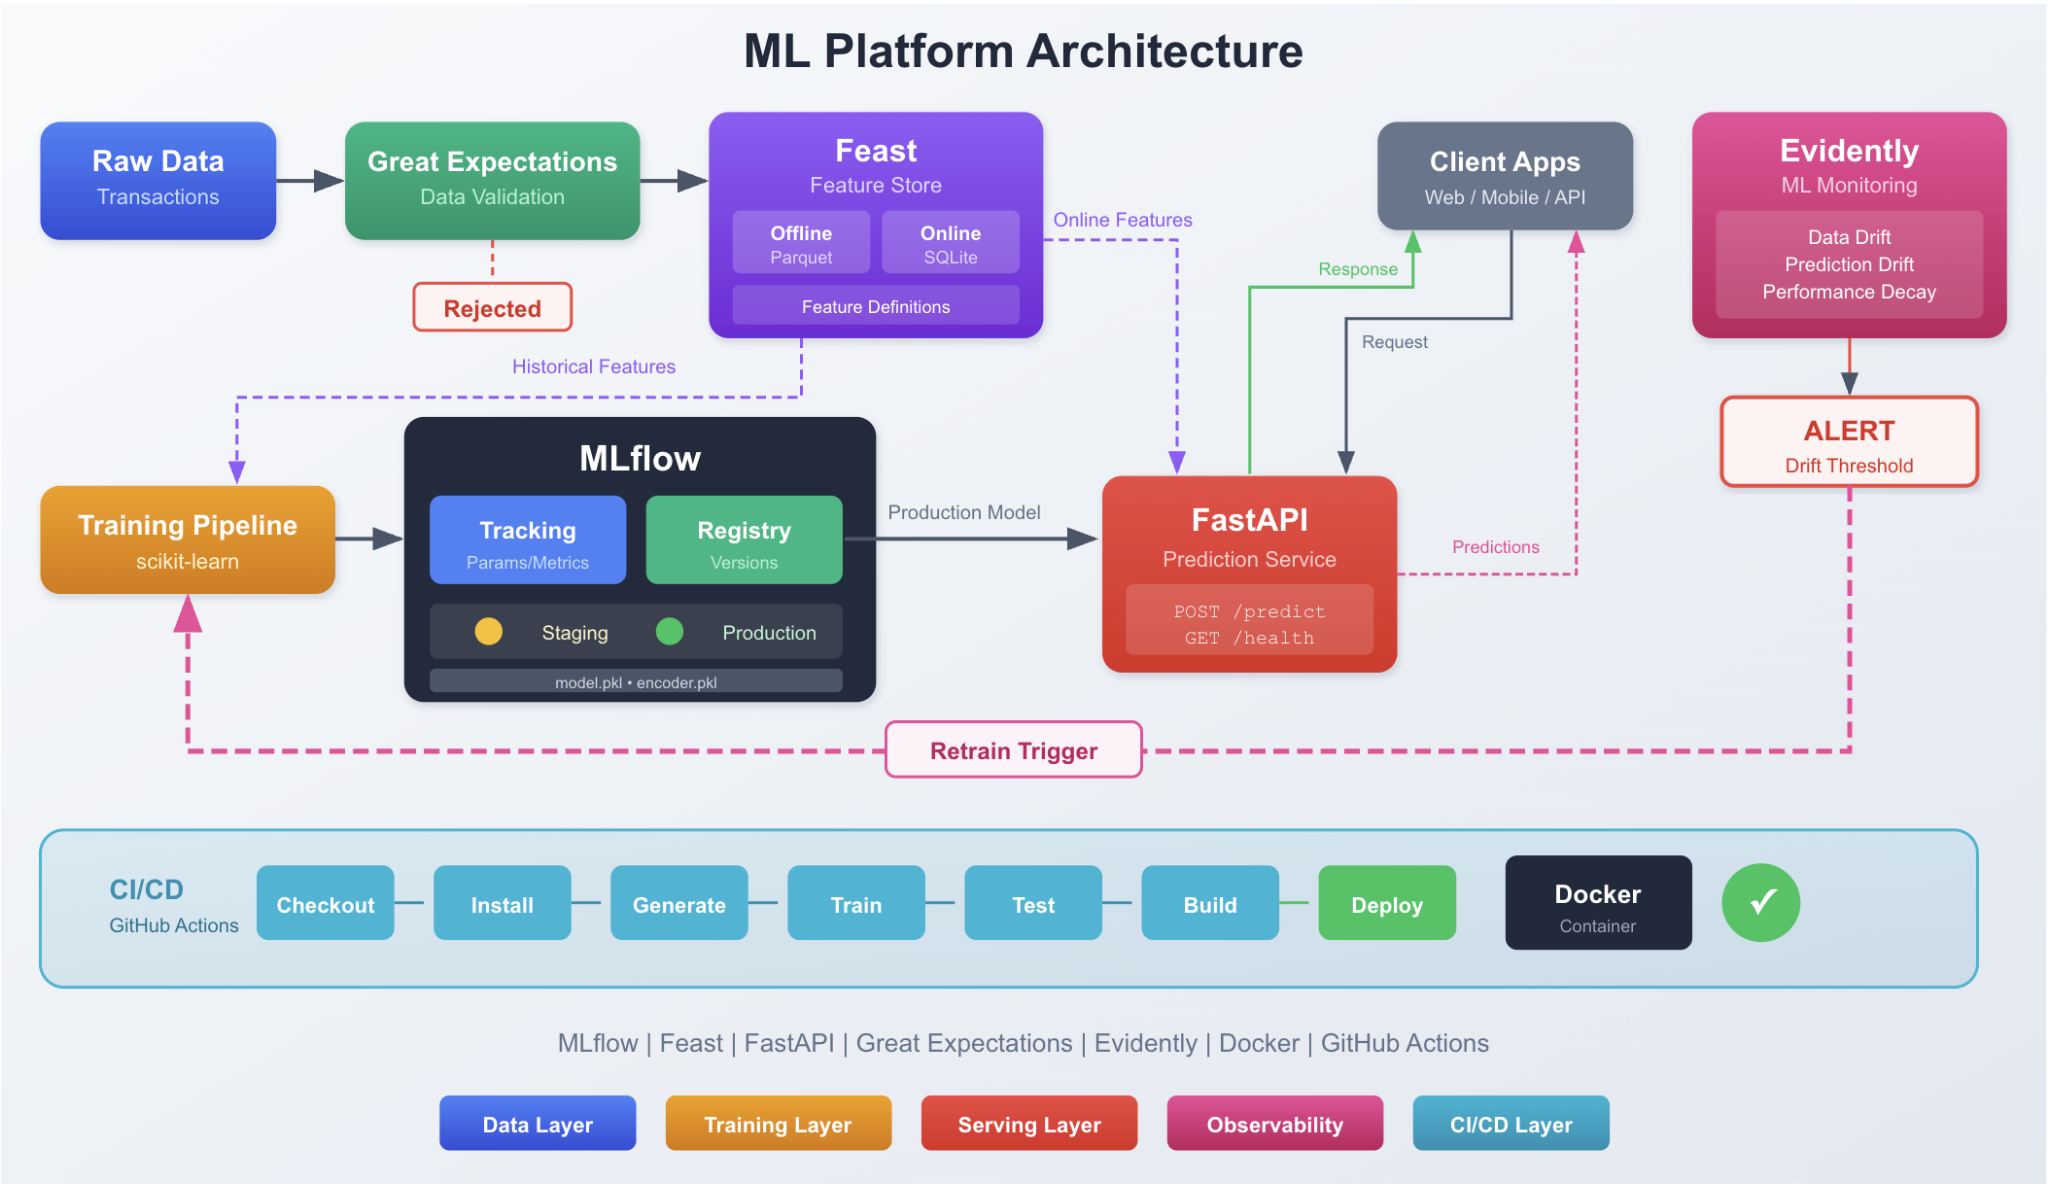 ML Platform Architecture
Raw Data
Transactions
Great Expectations
Data Validation
Rejected
Feast
Feature Store
Offline
Parquet
Online
SQLite
Feature Definitions
Online Features
Historical Features
Client Apps
Web / Mobile / API
Response
Request
Evidently
ML Monitoring
Data Drift
Prediction Drift
Performance Decay
ALERT
Drift Threshold
Training Pipeline
scikit-learn
MLflow
Tracking
Params/Metrics
Registry
Versions
Staging
Production
model.pkl • encoder.pkl
Production Model
FastAPI
Prediction Service
POST /predict
GET /health
Predictions
Retrain Trigger
CI/CD
GitHub Actions
Checkout
Install
Generate
Train
Test
Build
Deploy
Docker
Container
✓
MLflow | Feast | FastAPI | Great Expectations | Evidently | Docker | GitHub Actions
Data Layer
Training Layer
Serving Layer
Observability
CI/CD Layer